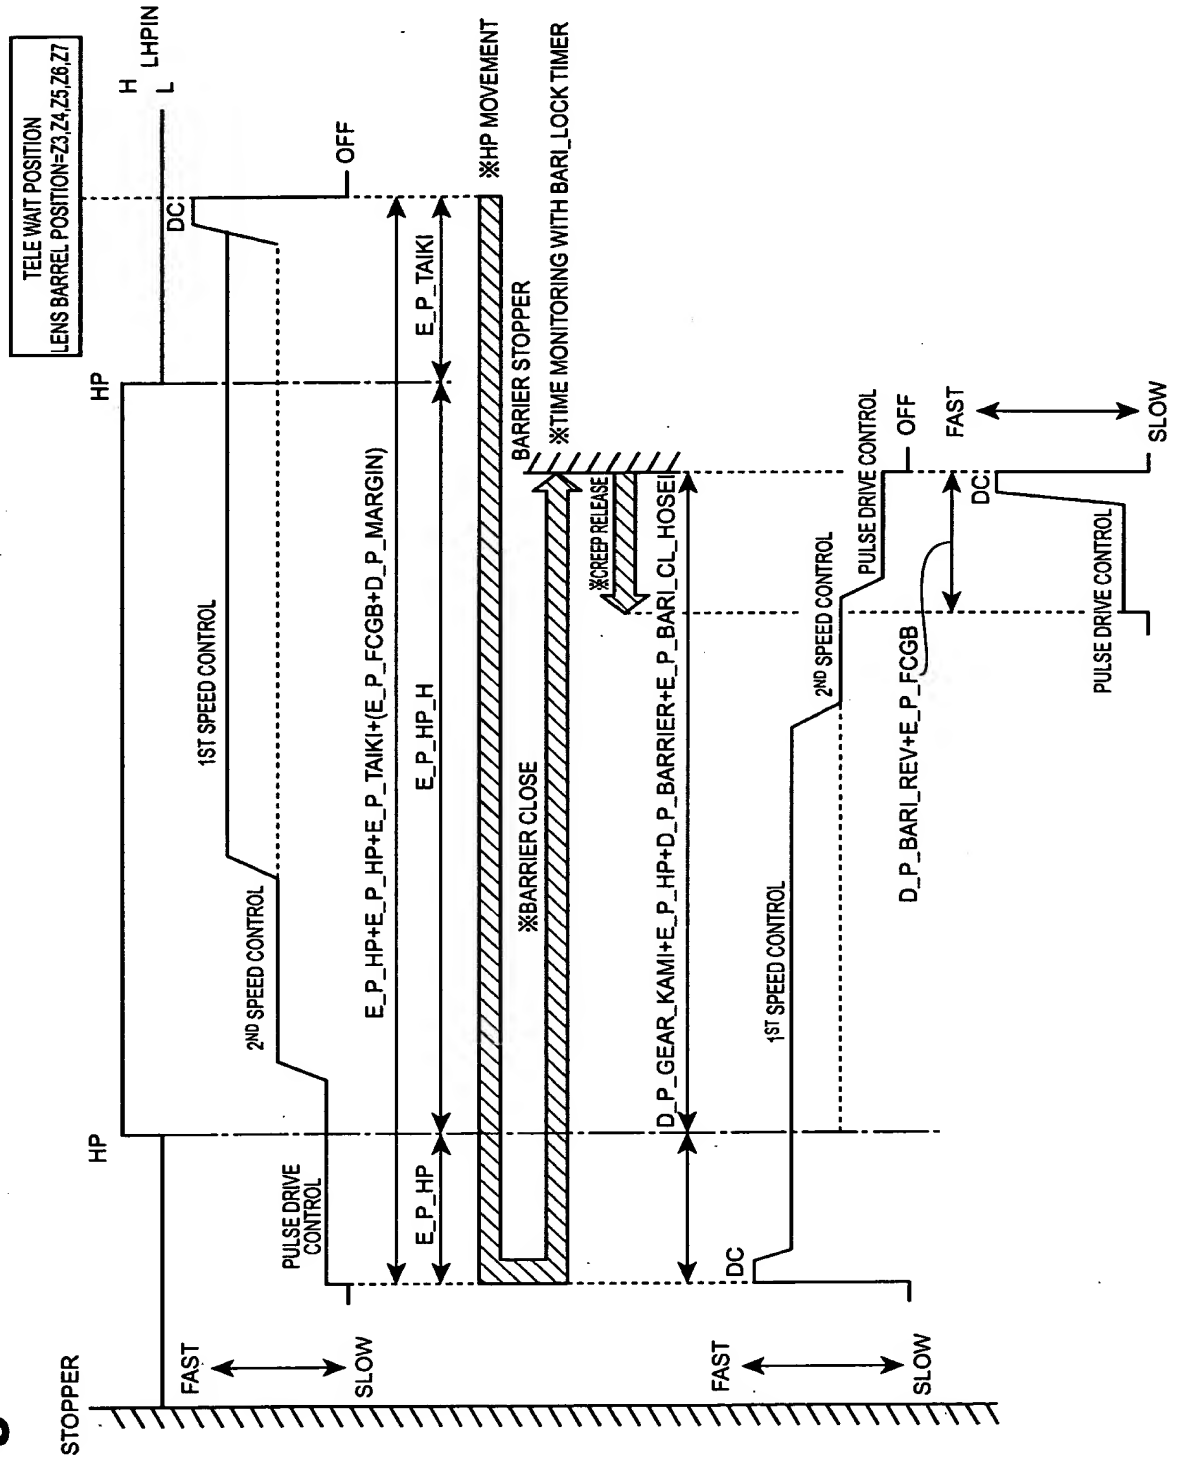 TELE WAIT POSITION
LENS BARREL POSITION=Z3,Z4,Z5,Z6,Z7
STOPPER
HP
HP
H
L
LHPIN
FAST
SLOW
PULSE DRIVE
CONTROL
2ND SPEED CONTROL
1ST SPEED CONTROL
DC
OFF
E_P_HP+E_P_HP+E_P_TAIKI+(E_P_FCGB+D_P_MARGIN)
E_P_HP
E_P_HP_H
E_P_TAIKI
※HP MOVEMENT
BARRIER STOPPER
※BARRIER CLOSE
※TIME MONITORING WITH BARI_LOCK TIMER
※CREEP RELEASE
D_P_GEAR_KAMI+E_P_HP+D_P_BARRIER+E_P_BARI_CL_HOSEI
FAST
SLOW
DC
1ST SPEED CONTROL
2ND SPEED CONTROL
PULSE DRIVE CONTROL
OFF
D_P_BARI_REV+E_P_FCGB
FAST
SLOW
DC
PULSE DRIVE CONTROL